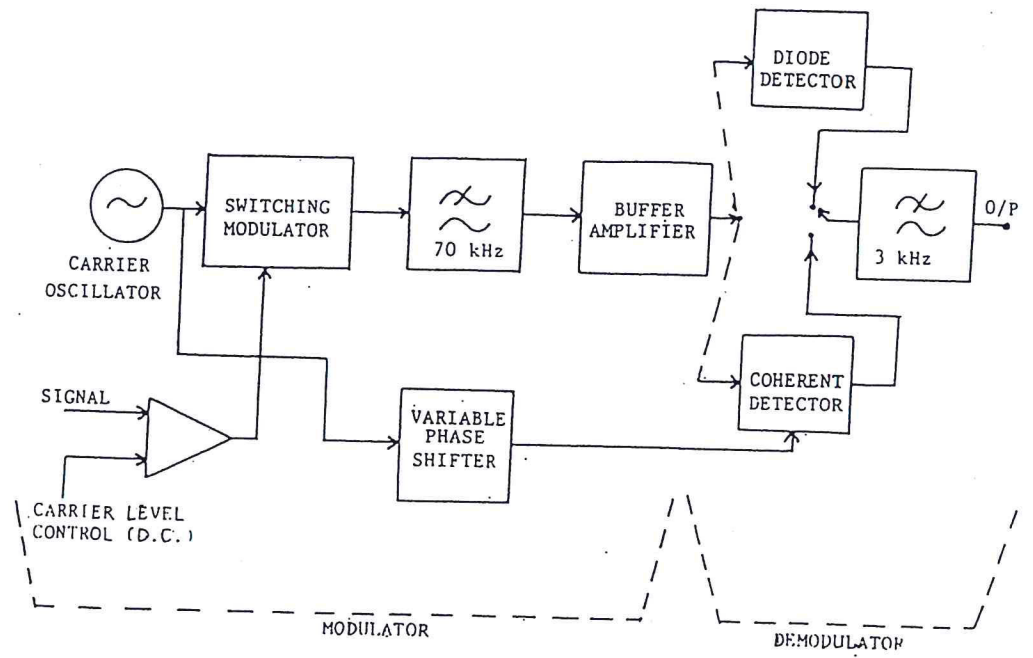 DIODE
DETECTOR
SWITCHING
MODULATOR
70 kHz
BUFFER
AMPLIFIER
3 kHz
O/P
CARRIER
OSCILLATOR
SIGNAL
VARIABLE
PHASE
SHIFTER
COHERENT
DETECTOR
CARRIER LEVEL
CONTROL (D.C.)
MODULATOR
DEMODULATOR